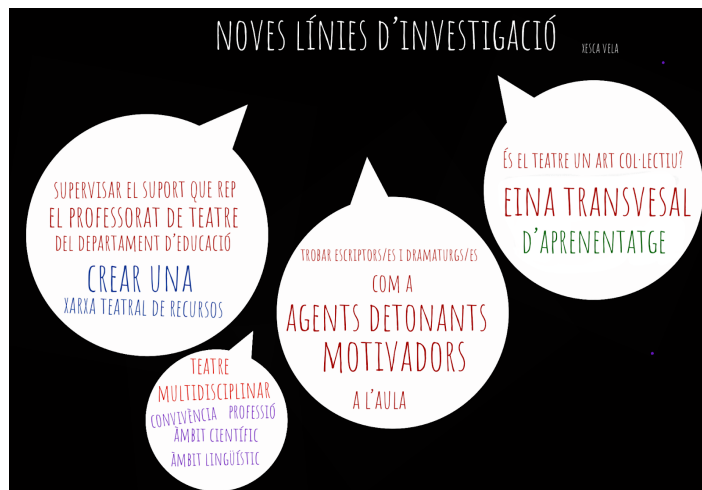 NOVES LÍNIES D'INVESTIGACIÓ
XESCA VELA
SUPERVISAR EL SUPORT QUE REP
EL PROFESSORAT DE TEATRE
DEL DEPARTAMENT D'EDUCACIÓ
CREAR UNA
XARXA TEATRAL DE RECURSOS
TEATRE
MULTIDISCIPLINAR
CONVIVÈNCIA PROFESSIÓ
ÀMBIT CIENTÍFIC
ÀMBIT LINGÜÍSTIC
TROBAR ESCRIPTORS/ES I DRAMATURGS/ES
COM A
AGENTS DETONANTS
MOTIVADORS
A L'AULA
ÉS EL TEATRE UN ART COL·LECTIU?
EINA TRANSVESAL
D'APRENENTATGE